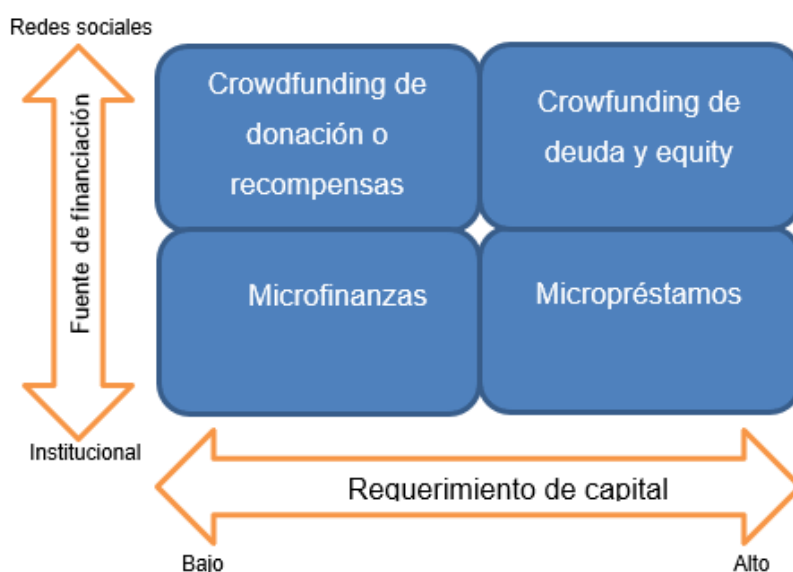 Redes sociales
Crowdfunding de
donación o
recompensas
Crowfunding de
deuda y equity
Fuente de financiación
Microfinanzas
Micropréstamos
Institucional
Requerimiento de capital
Bajo
Alto